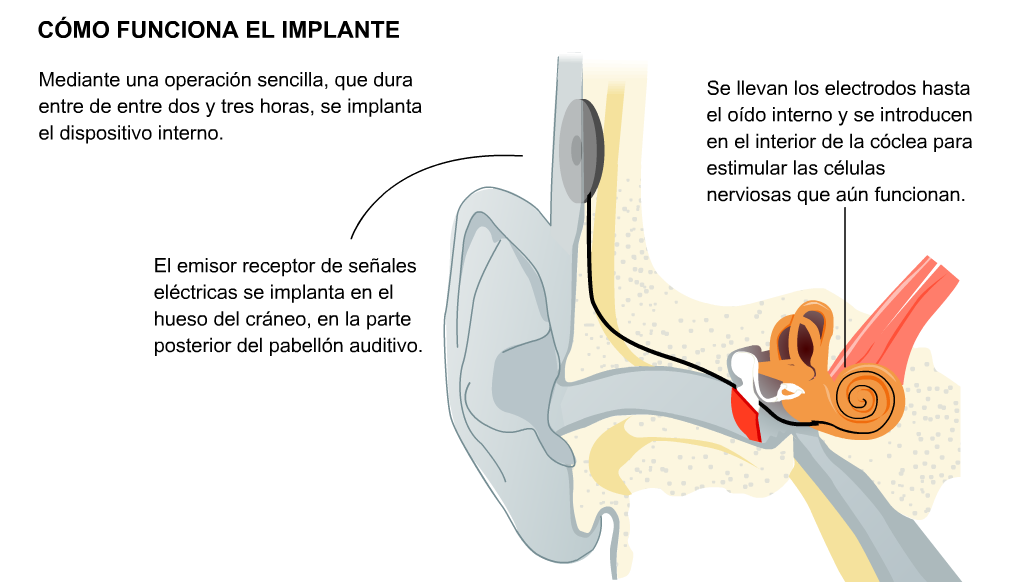 CÓMO FUNCIONA EL IMPLANTE
Mediante una operación sencilla, que dura
entre de entre dos y tres horas, se implanta
el dispositivo interno.
Se llevan los electrodos hasta
el oído interno y se introducen
en el interior de la cóclea para
estimular las células
nerviosas que aún funcionan.
El emisor receptor de señales
eléctricas se implanta en el
hueso del cráneo, en la parte
posterior del pabellón auditivo.